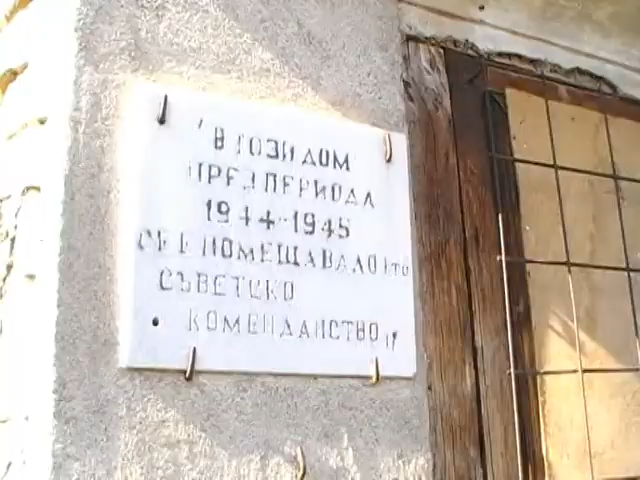 В ТОЗИ ДОМ
ПРЕЗ ПЕРИОДА
1944-1945
СЕ Е ПОМЕЩАВАЛО
СЪВЕТСКО
КОМЕНДАНСТВО